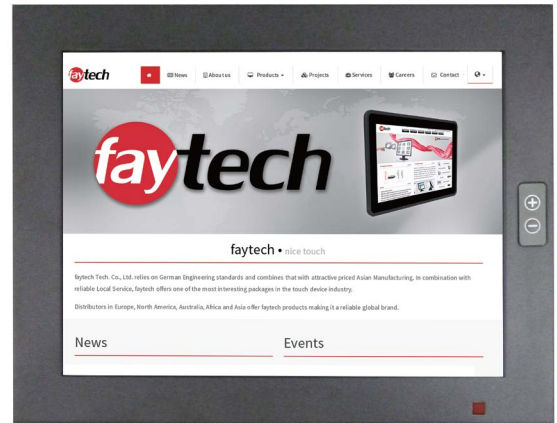 faytech
News
About us
Products
Projects
Services
Careers
Contact
faytech
faytech • nice touch
faytech Tech. Co., Ltd. relies on German Engineering standards and combines that with attractive priced Asian Manufacturing. In combination with
reliable Local Service, faytech offers one of the most interesting packages in the touch device industry.
Distributors in Europe, North America, Australia, Africa and Asia offer faytech products making it a reliable global brand.
News
Events